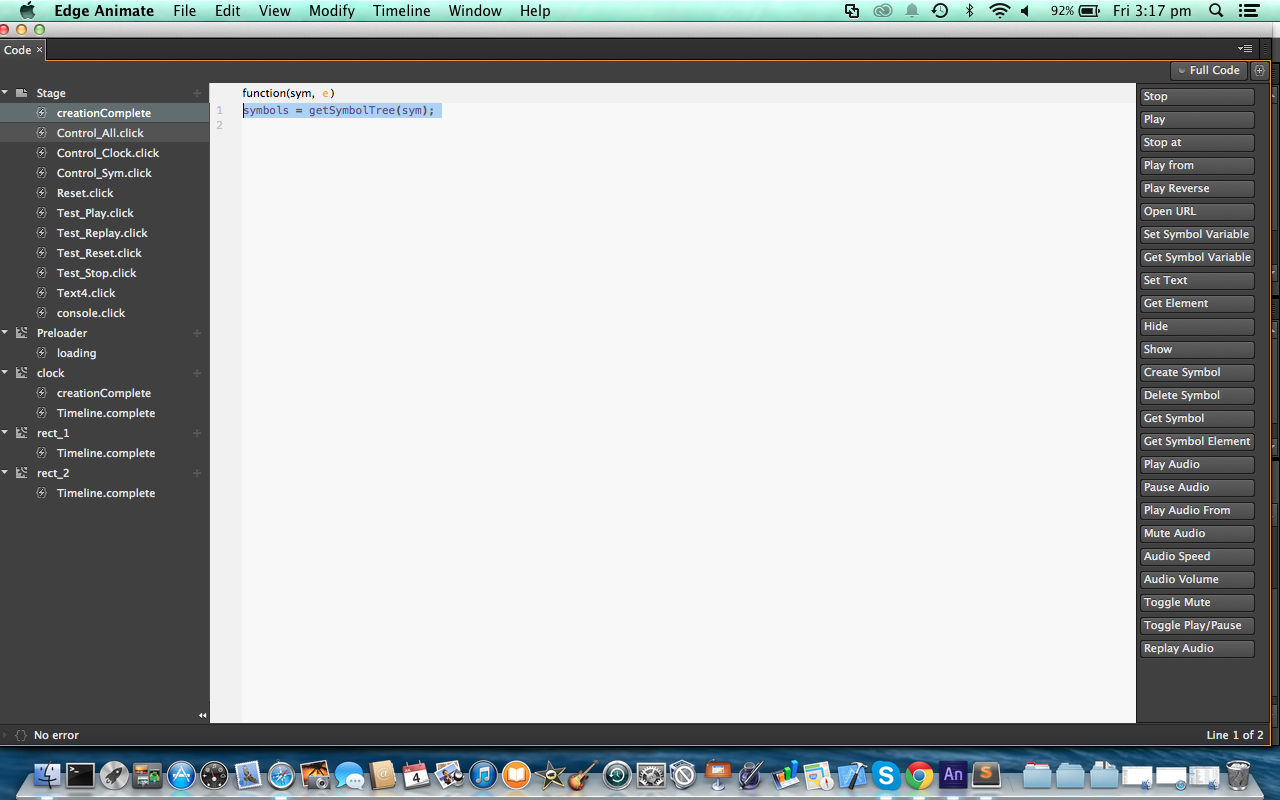 Edge Animate File Edit View Modify Timeline Window Help 92% Fri 3:17 pm
Code ×
Full Code
Stage
creationComplete
Control_All.click
Control_Clock.click
Control_Sym.click
Reset.click
Test_Play.click
Test_Replay.click
Test_Reset.click
Test_Stop.click
Text4.click
console.click
Preloader
loading
clock
creationComplete
Timeline.complete
rect_1
Timeline.complete
rect_2
Timeline.complete
function(sym, e)
1 symbols = getSymbolTree(sym);
2
Stop
Play
Stop at
Play from
Play Reverse
Open URL
Set Symbol Variable
Get Symbol Variable
Set Text
Get Element
Hide
Show
Create Symbol
Delete Symbol
Get Symbol
Get Symbol Element
Play Audio
Pause Audio
Play Audio From
Mute Audio
Audio Speed
Audio Volume
Toggle Mute
Toggle Play/Pause
Replay Audio
{} No error
Line 1 of 2
4
An
S
S